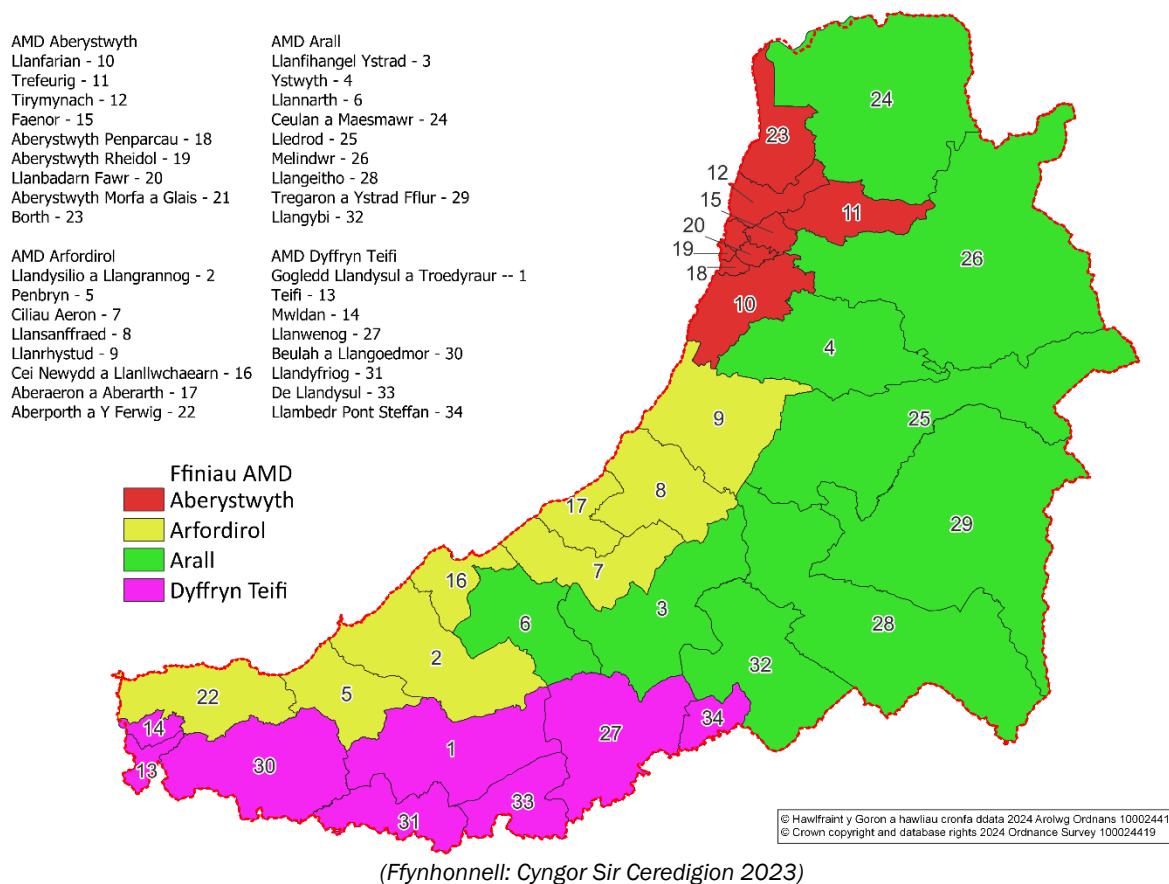 AMD Aberystwyth
Llanfarian - 10
Trefeurig - 11
Tirymynach - 12
Faenor - 15
Aberystwyth Penparcau - 18
Aberystwyth Rheidol - 19
Llanbadarn Fawr - 20
Aberystwyth Morfa a Glais - 21
Borth - 23
AMD Arall
Llanfihangel Ystrad - 3
Ystwyth - 4
Llannarth - 6
Ceulan a Maesmawr - 24
Lledrod - 25
Melindwr - 26
Llangeitho - 28
Tregaron a Ystrad Fflur - 29
Llangybi - 32
AMD Arfordirol
Llandysilio a Llangrannog - 2
Penbryn - 5
Ciliau Aeron - 7
Llansanffraed - 8
Llanrhystud - 9
Cei Newydd a Llanllwchaearn - 16
Aberaeron a Aberarth - 17
Aberporth a Y Ferwig - 22
AMD Dyffryn Teifi
Gogledd Llandysul a Troedyraur -- 1
Teifi - 13
Mwldan - 14
Llanwenog - 27
Beulah a Llangoedmor - 30
Llandyfriog - 31
De Llandysul - 33
Llambedr Pont Steffan - 34
Ffiniau AMD
Aberystwyth
Arfordirol
Arall
Dyffryn Teifi
24
23
12
15
11
20
19
18
26
10
4
9
25
8
17
29
7
16
3
6
28
2
32
5
22
34
14
27
1
30
13
33
31
© Hawlfraint y Goron a hawliau cronfa ddata 2024 Arolwg Ordnans 10002441
© Crown copyright and database rights 2024 Ordnance Survey 100024419
(Ffynhonnell: Cyngor Sir Ceredigion 2023)